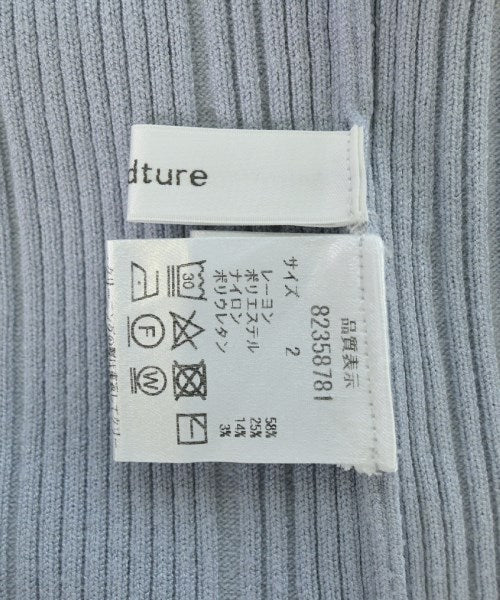 dture
品質表示
82358781
サイズ 2
レーヨン 58%
ポリエステル 25%
ナイロン 14%
ポリウレタン 3%
30
F
W